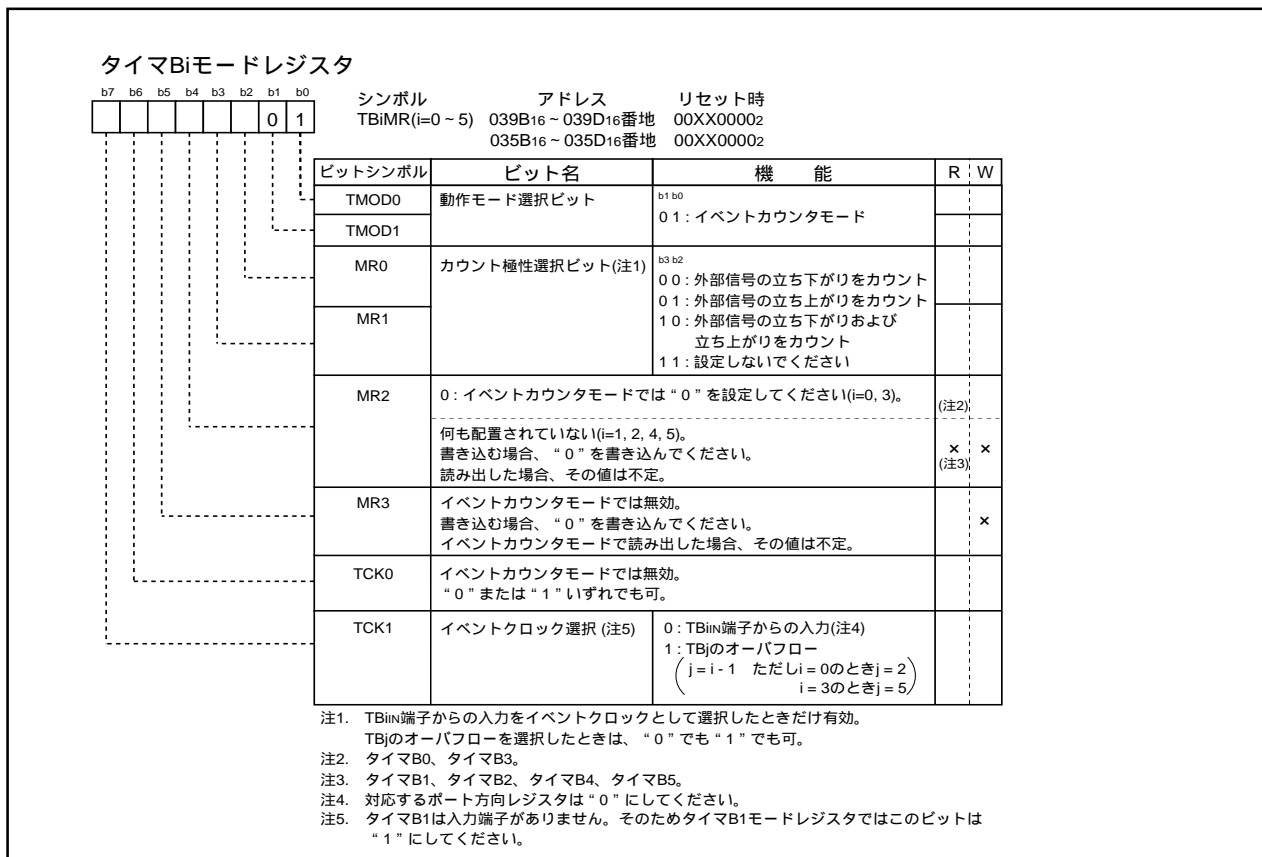 タイマBiモードレジスタ
b7 b6 b5 b4 b3 b2 b1 b0
0 1
シンボル アドレス リセット時
TBiMR(i=0 ~ 5) 039B16 ~ 039D16番地 00XX00002
035B16 ~ 035D16番地 00XX00002
ビットシンボル ビット名 機 能 R W
TMOD0 動作モード選択ビット b1 b0
0 1 : イベントカウンタモード
TMOD1
MR0 カウント極性選択ビット(注1) b3 b2
0 0 : 外部信号の立ち下がりをカウント
0 1 : 外部信号の立ち上がりをカウント
MR1 1 0 : 外部信号の立ち下がりおよび
立ち上がりをカウント
1 1 : 設定しないでください
MR2 0 : イベントカウンタモードでは“ 0 ” を設定してください(i=0, 3)。 (注2)
何も配置されていない(i=1, 2, 4, 5)。
書き込む場合、“ 0 ” を書き込んでください。 × ×
読み出した場合、その値は不定。 (注3)
MR3 イベントカウンタモードでは無効。
書き込む場合、“ 0 ” を書き込んでください。 ×
イベントカウンタモードで読み出した場合、その値は不定。
TCK0 イベントカウンタモードでは無効。
“ 0 ” または“ 1 ” いずれでも可。
TCK1 イベントクロック選択 (注5) 0 : TBiIN端子からの入力(注4)
1 : TBjのオーバフロー
( j = i - 1 ただしi = 0のときj = 2
i = 3のときj = 5 )
注1. TBiIN端子からの入力をイベントクロックとして選択したときだけ有効。
TBjのオーバフローを選択したときは、“ 0 ” でも“ 1 ” でも可。
注2. タイマB0、タイマB3。
注3. タイマB1、タイマB2、タイマB4、タイマB5。
注4. 対応するポート方向レジスタは“ 0 ” にしてください。
注5. タイマB1は入力端子がありません。そのためタイマB1モードレジスタではこのビットは
“ 1 ” にしてください。